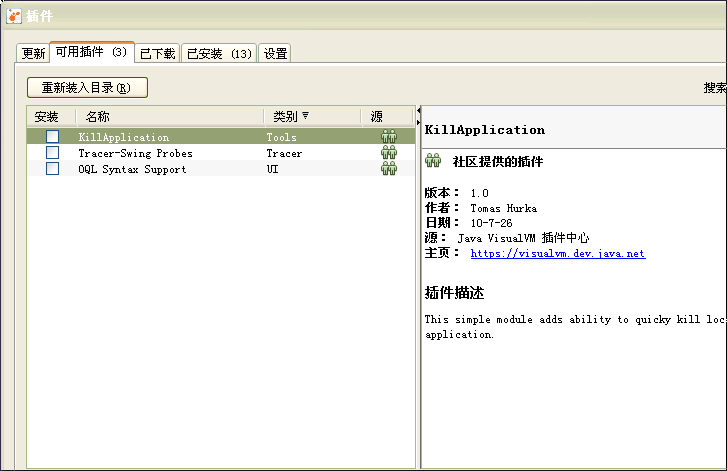 插件
更新 可用插件 (3) 已下载 已安装 (13) 设置
重新装入目录(R) 搜索
安装 名称 类别 源
KillApplication Tools
Tracer-Swing Probes Tracer
OQL Syntax Support UI
KillApplication
社区提供的插件
版本： 1.0
作者： Tomas Hurka
日期： 10-7-26
源： Java VisualVM 插件中心
主页： https://visualvm.dev.java.net
插件描述
This simple module adds ability to quicky kill loc
application.